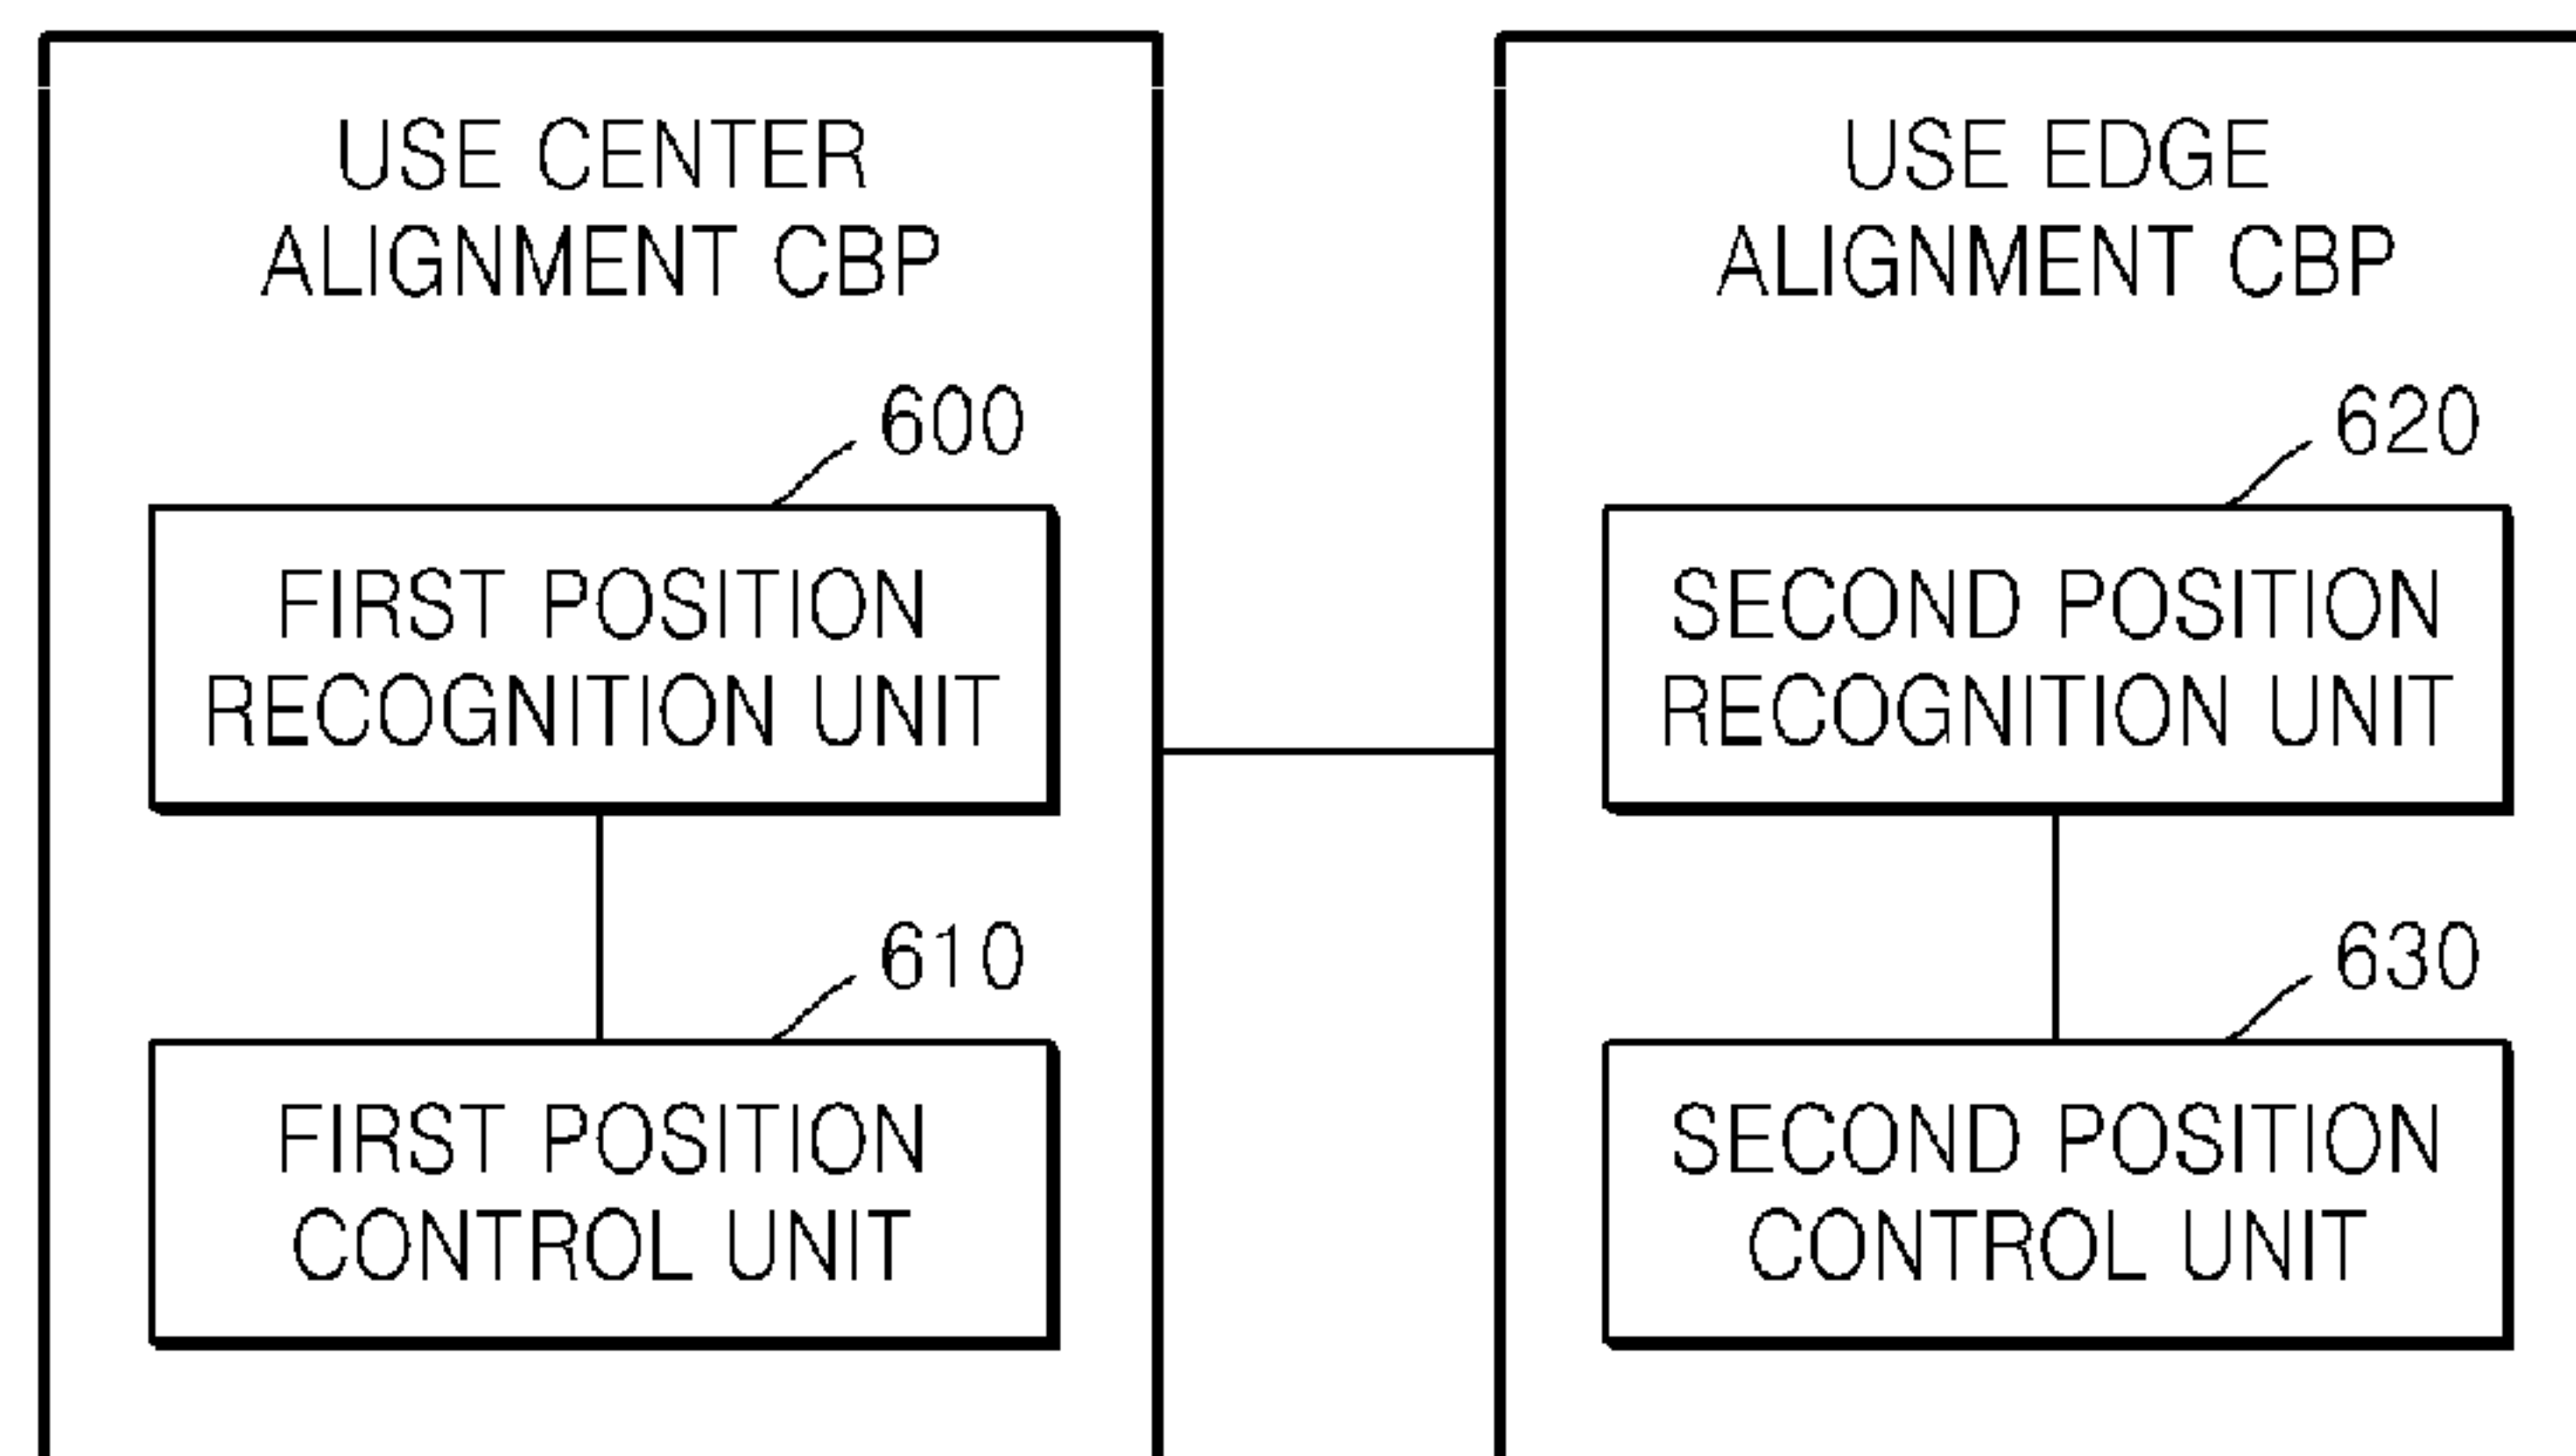 USE CENTER
ALIGNMENT CBP
600
FIRST POSITION
RECOGNITION UNIT
610
FIRST POSITION
CONTROL UNIT
USE EDGE
ALIGNMENT CBP
620
SECOND POSITION
RECOGNITION UNIT
630
SECOND POSITION
CONTROL UNIT